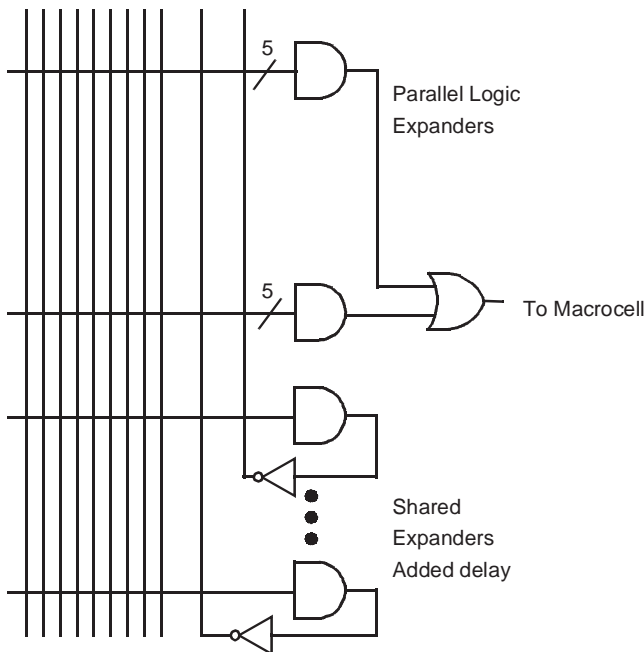 5
Parallel Logic
Expanders
5
To Macrocell
Shared
Expanders
Added delay